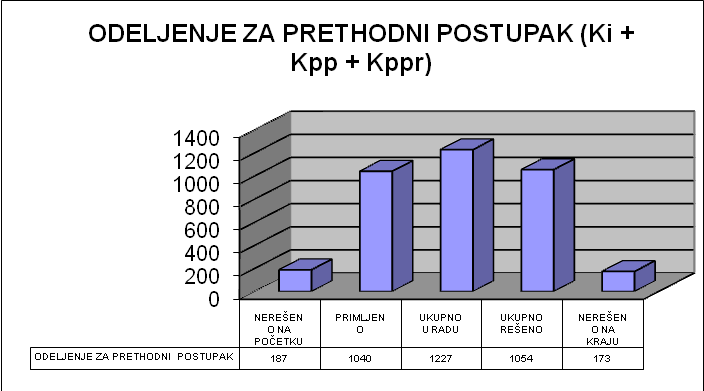 ODELJENJE ZA PRETHODNI POSTUPAK (Ki +
Kpp + Kppr)
1400
1200
1000
800
600
400
200
0
NEREŠEN
O NA
POČETKU
PRIMLJEN
O
UKUPNO
U RADU
UKUPNO
REŠENO
NEREŠEN
O NA
KRAJU
ODELJENJE ZA PRETHODNI POSTUPAK 187 1040 1227 1054 173